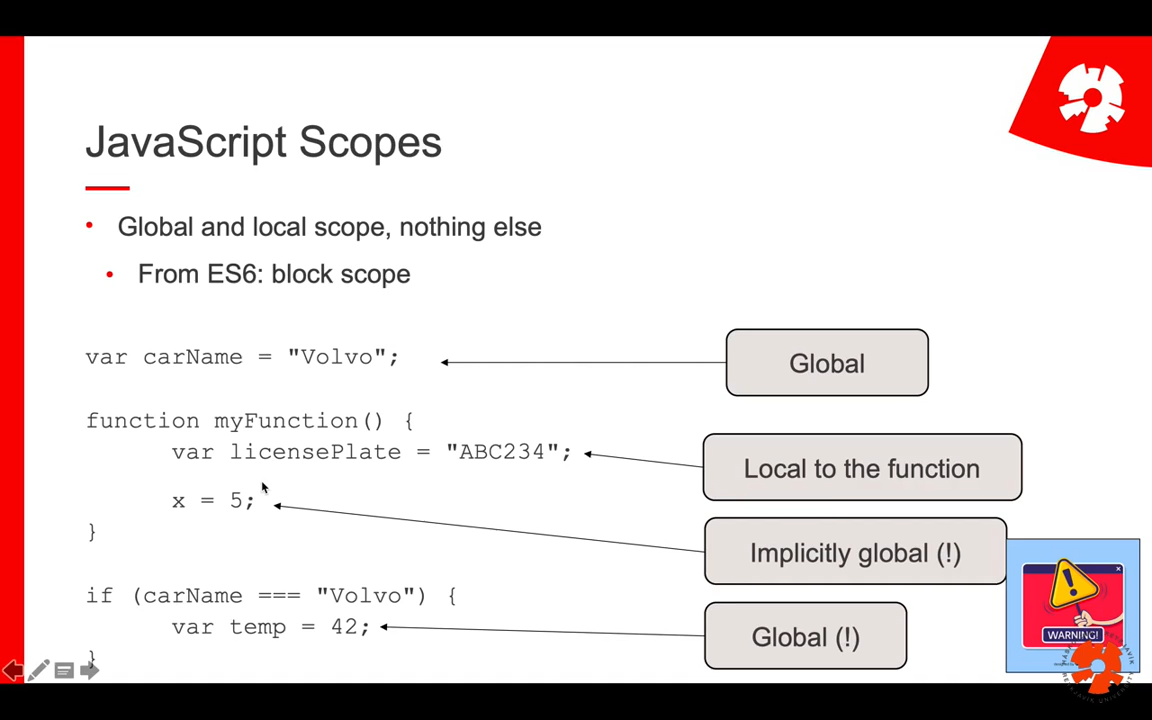 JavaScript Scopes
• Global and local scope, nothing else
• From ES6: block scope
var carName = "Volvo";
Global
function myFunction() {
var licensePlate = "ABC234";
Local to the function
x = 5;
}
Implicitly global (!)
if (carName === "Volvo") {
var temp = 42;
Global (!)
}
WARNING!